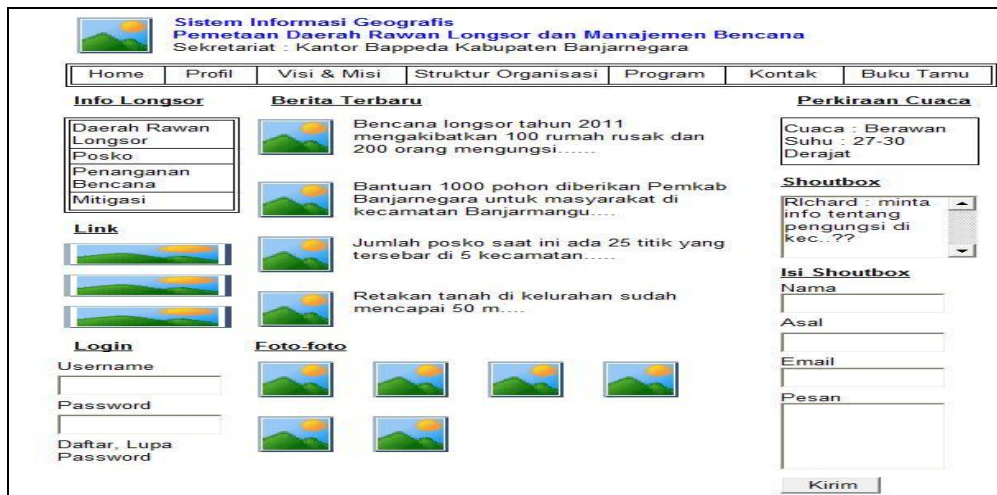 Sistem Informasi Geografis
Pemetaan Daerah Rawan Longsor dan Manajemen Bencana
Sekretariat : Kantor Bappeda Kabupaten Banjarnegara
Home Profil Visi & Misi Struktur Organisasi Program Kontak Buku Tamu
Info Longsor
Daerah Rawan
Longsor
Posko
Penanganan
Bencana
Mitigasi
Link
Login
Username
Password
Daftar, Lupa
Password
Berita Terbaru
Bencana longsor tahun 2011
mengakibatkan 100 rumah rusak dan
200 orang mengungsi......
Bantuan 1000 pohon diberikan Pemkab
Banjarnegara untuk masyarakat di
kecamatan Banjarmangu....
Jumlah posko saat ini ada 25 titik yang
tersebar di 5 kecamatan.....
Retakan tanah di kelurahan sudah
mencapai 50 m....
Foto-foto
Perkiraan Cuaca
Cuaca : Berawan
Suhu : 27-30
Derajat
Shoutbox
RIchard : minta
info tentang
pengungsi di
kec..??
Isi Shoutbox
Nama
Asal
Email
Pesan
Kirim